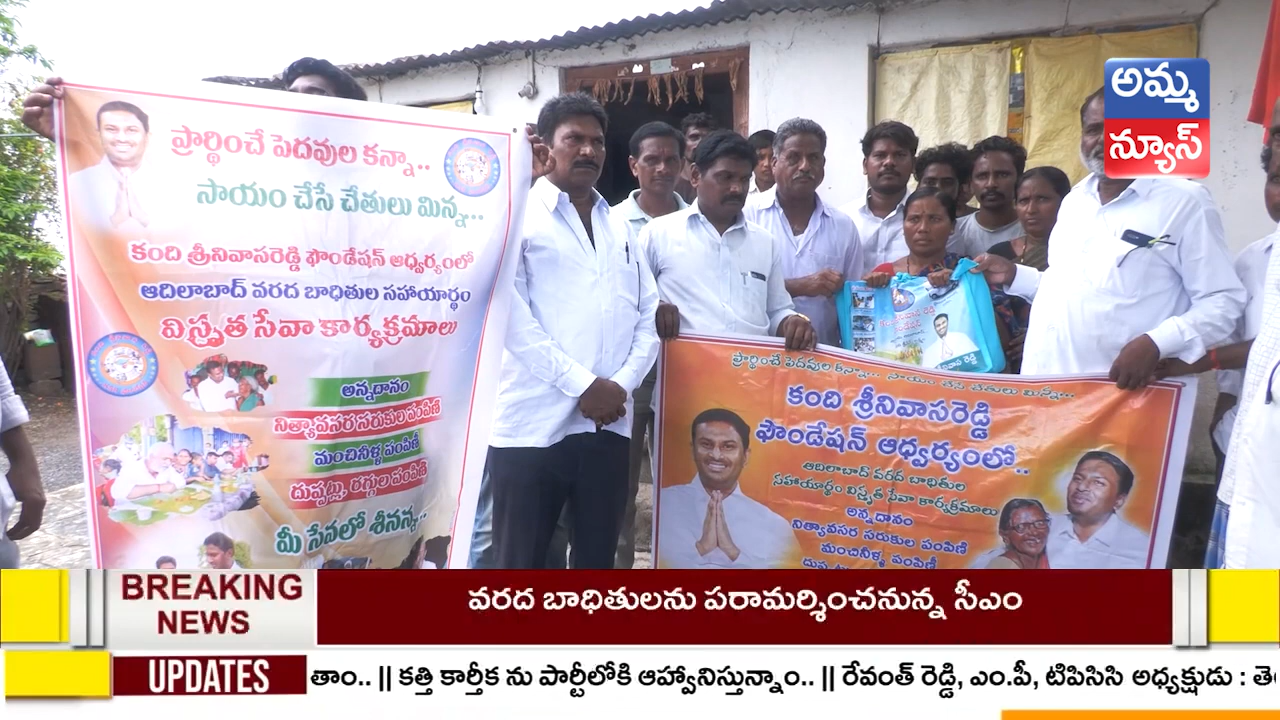 అమ్మ
న్యూస్
ప్రార్థించే పెదవుల కన్నా..
సాయం చేసే చేతులు మిన్న...
కంది శ్రీనివాసరెడ్డి ఫౌండేషన్ ఆధ్వర్యంలో
ఆదిలాబాద్ వరద బాధితుల సహాయార్థం
విస్తృత సేవా కార్యక్రమాలు
అన్నదానం
నిత్యావసర సరుకుల పంపిణీ
మంచినీళ్ళ పంపిణీ
దుప్పట్లు, రగ్గుల పంపిణీ
మీ సేవలో శీనన్న..
ప్రార్థించే పెదవుల కన్నా... సాయం చేసే చేతులు మిన్న...
కంది శ్రీనివాసరెడ్డి
ఫౌండేషన్ ఆధ్వర్యంలో..
ఆదిలాబాద్ వరద బాధితుల
సహాయార్థం విస్తృత సేవా కార్యక్రమాలు
అన్నదానం
నిత్యావసర సరుకుల పంపిణీ
మంచినీళ్ళ పంపిణీ
BREAKING NEWS
వరద బాధితులను పరామర్శించనున్న సీఎం
UPDATES
తాం.. || కత్తి కార్తీక ను పార్టీలోకి ఆహ్వానిస్తున్నాం.. || రేవంత్ రెడ్డి, ఎం.పీ, టిపిసిసి అధ్యక్షుడు : తె